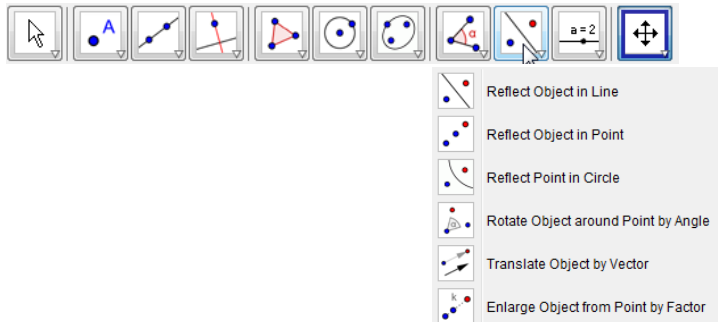 A
α
a = 2
Reflect Object in Line
Reflect Object in Point
Reflect Point in Circle
α
Rotate Object around Point by Angle
Translate Object by Vector
k
Enlarge Object from Point by Factor